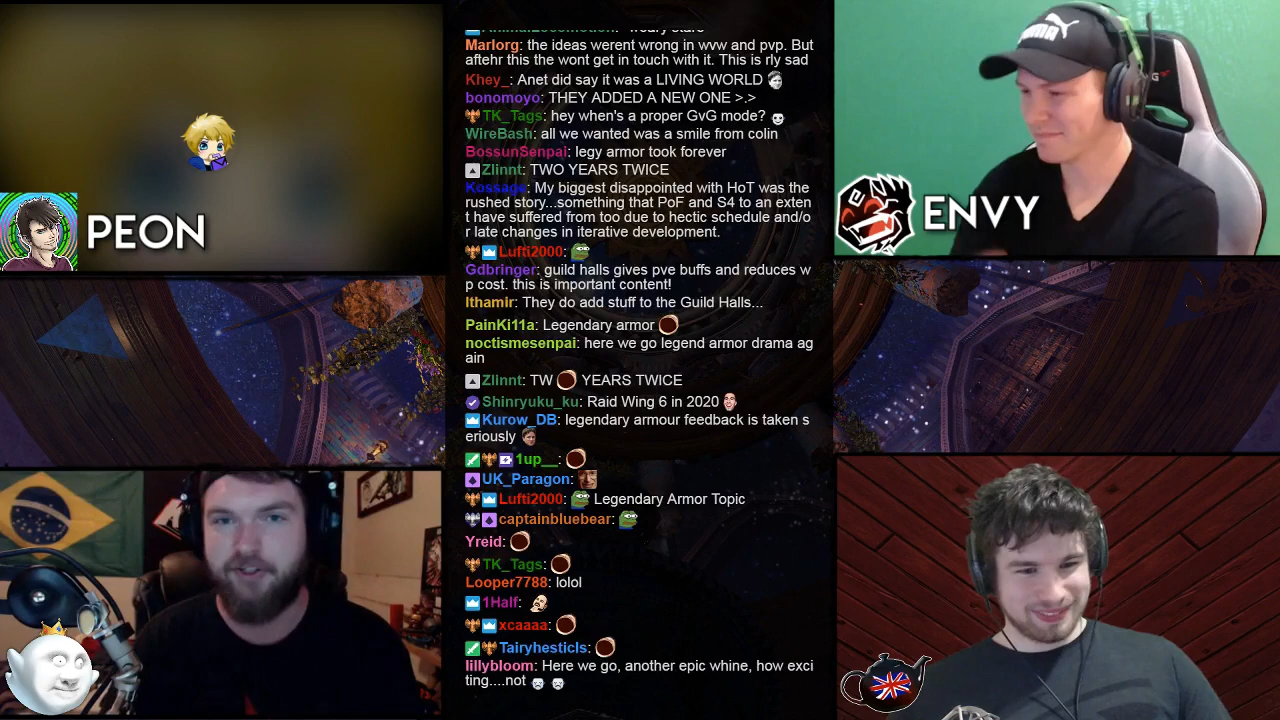 Marlorg: the ideas werent wrong in wvw and pvp. But
aftehr this the wont get in touch with it. This is rly sad
Khey_: Anet did say it was a LIVING WORLD
bonomoyo: THEY ADDED A NEW ONE >.>
TK_Tags: hey when's a proper GvG mode?
WireBash: all we wanted was a smile from colin
BossunSenpai: legy armor took forever
Zlinnt: TWO YEARS TWICE
Kossage: My biggest disappointed with HoT was the
rushed story...something that PoF and S4 to an exten
t have suffered from too due to hectic schedule and/o
r late changes in iterative development.
Lufti2000:
Gdbringer: guild halls gives pve buffs and reduces w
p cost. this is important content!
Ithamir: They do add stuff to the Guild Halls...
PainKi11a: Legendary armor
noctismesenpai: here we go legend armor drama ag
ain
Zlinnt: TW YEARS TWICE
Shinryuku_ku: Raid Wing 6 in 2020
Kurow_DB: legendary armour feedback is taken s
eriously
1up__:
UK_Paragon:
Lufti2000: Legendary Armor Topic
captainbluebear:
Yreid:
TK_Tags:
Looper7788: lolol
1Half:
xcaaaa:
Tairyhesticls:
lillybloom: Here we go, another epic whine, how exci
ting....not
PEON
ENVY
PUMA